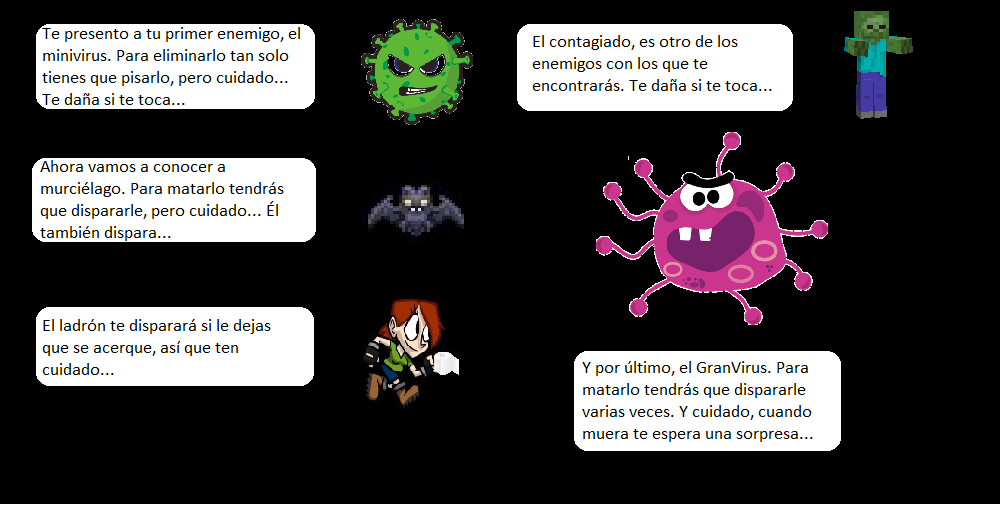 Te presento a tu primer enemigo, el
minivirus. Para eliminarlo tan solo
tienes que pisarlo, pero cuidado...
Te daña si te toca...
El contagiado, es otro de los
enemigos con los que te
encontrarás. Te daña si te toca...
Ahora vamos a conocer a
murciélago. Para matarlo tendrás
que dispararle, pero cuidado... Él
también dispara...
El ladrón te disparará si le dejas
que se acerque, así que ten
cuidado...
Y por último, el GranVirus. Para
matarlo tendrás que dispararle
varias veces. Y cuidado, cuando
muera te espera una sorpresa...